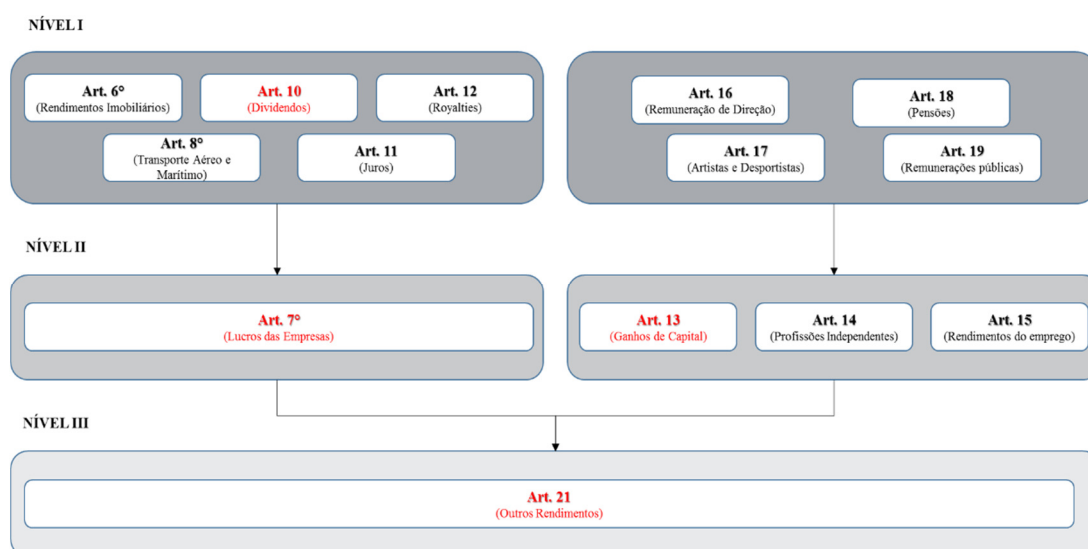 NÍVEL I
Art. 6°
(Rendimentos Imobiliários)
Art. 10
(Dividendos)
Art. 12
(Royalties)
Art. 8°
(Transporte Aéreo e
Marítimo)
Art. 11
(Juros)
Art. 16
(Remuneração de Direção)
Art. 18
(Pensões)
Art. 17
(Artistas e Desportistas)
Art. 19
(Remunerações públicas)
NÍVEL II
Art. 7°
(Lucros das Empresas)
Art. 13
(Ganhos de Capital)
Art. 14
(Profissões Independentes)
Art. 15
(Rendimentos do emprego)
NÍVEL III
Art. 21
(Outros Rendimentos)